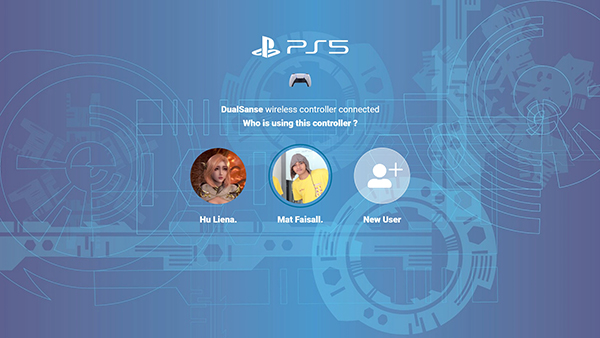 PS5
DualSanse wireless controller connected
Who is using this controller ?
Hu Liena.
Mat Faisall.
New User